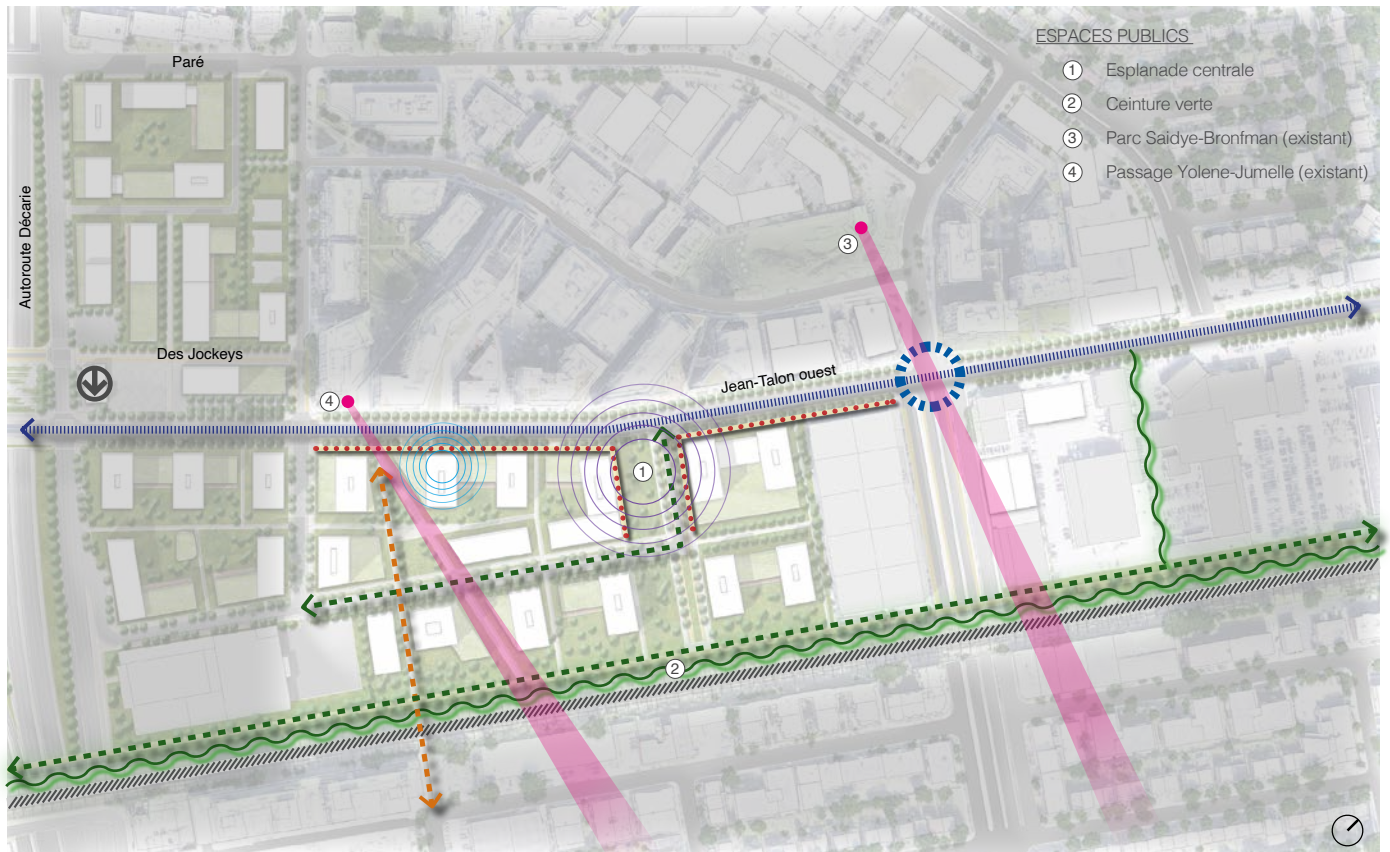 ESPACES PUBLICS
1 Esplanade centrale
2 Ceinture verte
3 Parc Saidye-Bronfman (existant)
4 Passage Yolene-Jumelle (existant)
Paré
Autoroute Décarie
3
Des Jockeys
Jean-Talon ouest
4
1
2